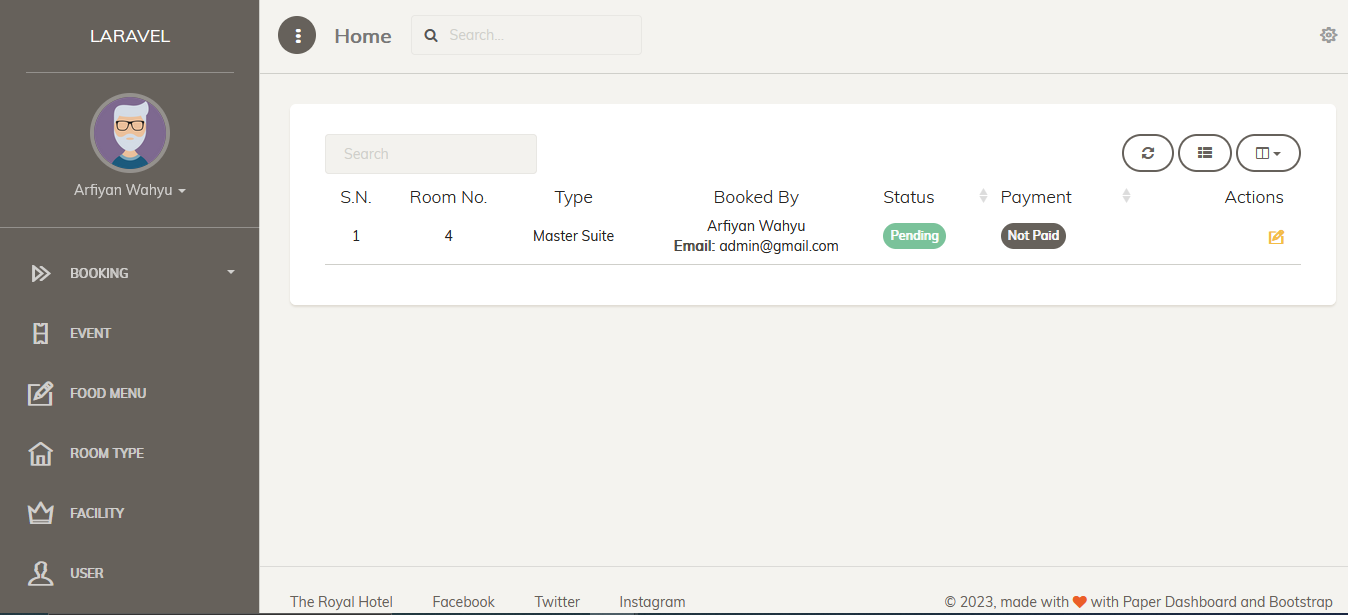 LARAVEL
Home
Search...
Arfiyan Wahyu
BOOKING
EVENT
FOOD MENU
ROOM TYPE
FACILITY
USER
Search
S.N. Room No. Type Booked By Status Payment Actions
1 4 Master Suite Arfiyan Wahyu Pending Not Paid
Email: admin@gmail.com
The Royal Hotel Facebook Twitter Instagram © 2023, made with ❤ with Paper Dashboard and Bootstrap